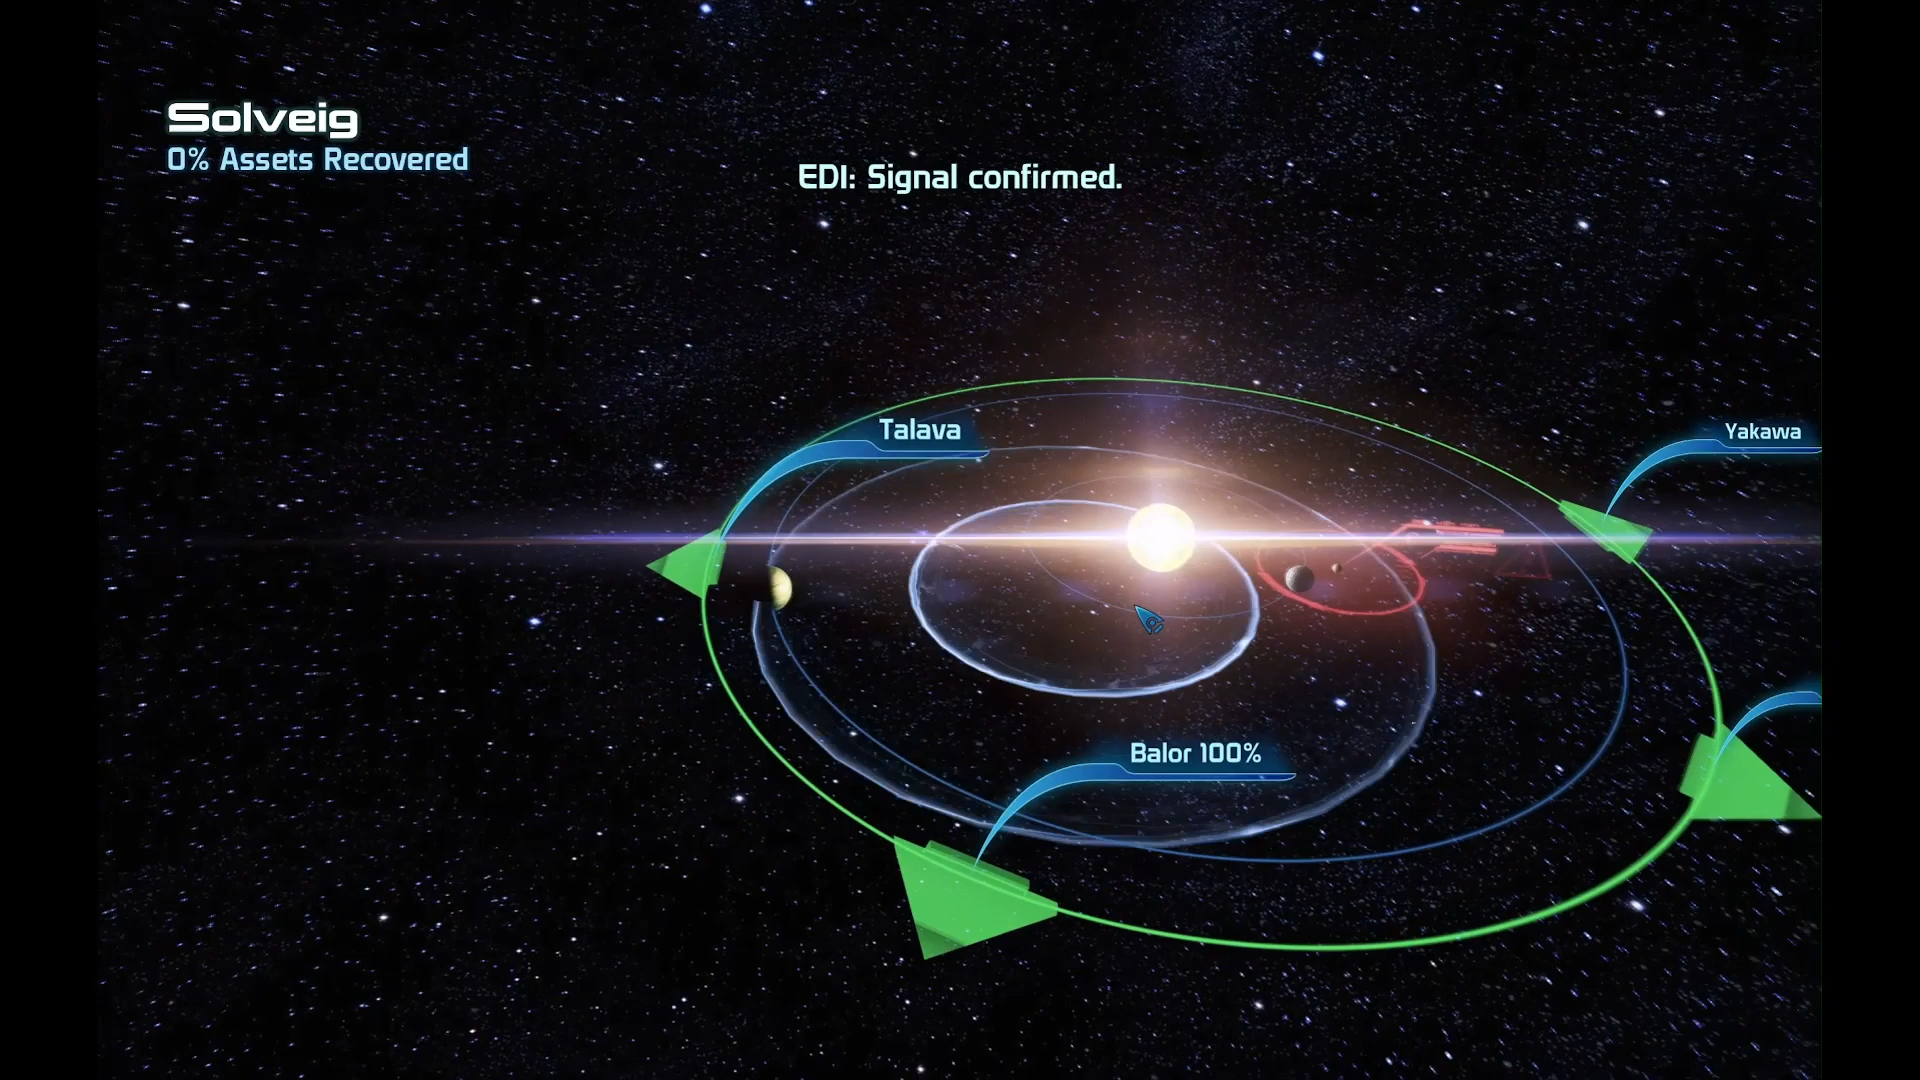 Solveig
0% Assets Recovered
EDI: Signal confirmed.
Talava
Yakawa
Balor 100%